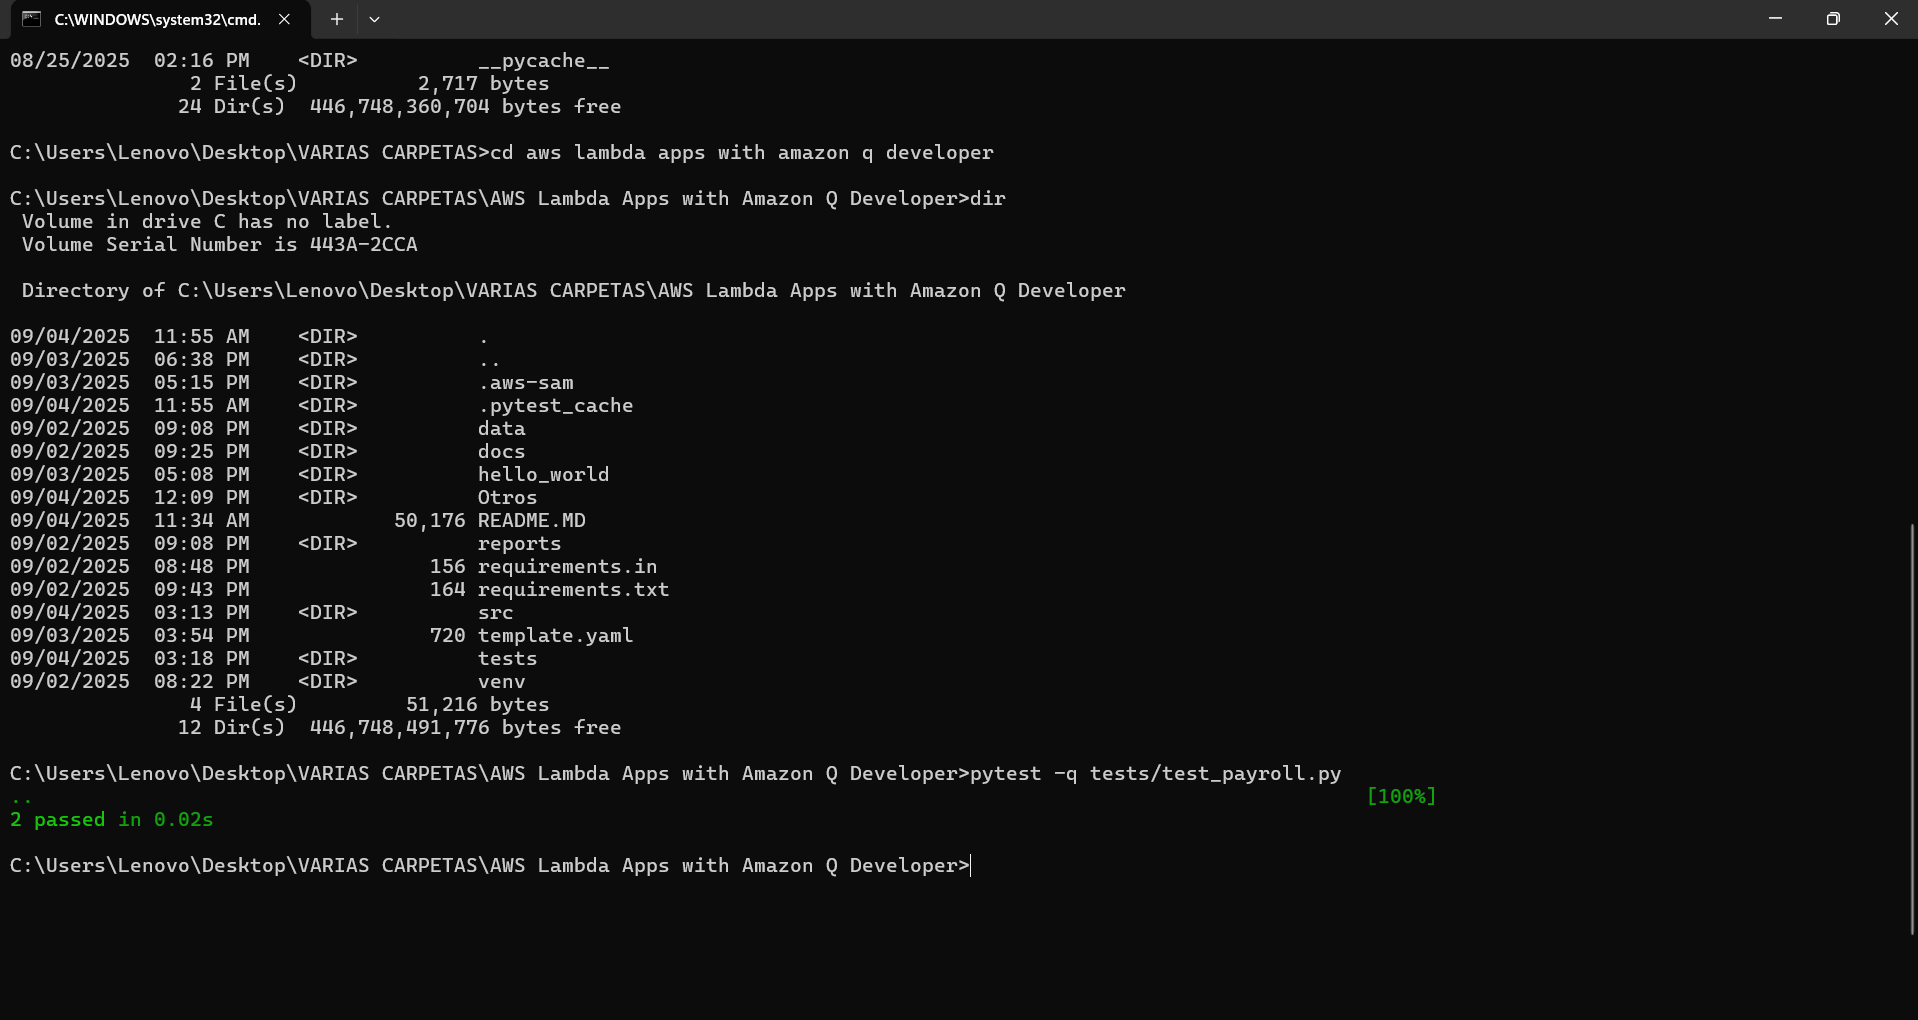 C:\WINDOWS\system32\cmd.
08/25/2025  02:16 PM    <DIR>          __pycache__
               2 File(s)          2,717 bytes
              24 Dir(s)  446,748,360,704 bytes free
C:\Users\Lenovo\Desktop\VARIAS CARPETAS>cd aws lambda apps with amazon q developer
C:\Users\Lenovo\Desktop\VARIAS CARPETAS\AWS Lambda Apps with Amazon Q Developer>dir
 Volume in drive C has no label.
 Volume Serial Number is 443A-2CCA
 Directory of C:\Users\Lenovo\Desktop\VARIAS CARPETAS\AWS Lambda Apps with Amazon Q Developer
09/04/2025  11:55 AM    <DIR>          .
09/03/2025  06:38 PM    <DIR>          ..
09/03/2025  05:15 PM    <DIR>          .aws-sam
09/04/2025  11:55 AM    <DIR>          .pytest_cache
09/02/2025  09:08 PM    <DIR>          data
09/02/2025  09:25 PM    <DIR>          docs
09/03/2025  05:08 PM    <DIR>          hello_world
09/04/2025  12:09 PM    <DIR>          Otros
09/04/2025  11:34 AM            50,176 README.MD
09/02/2025  09:08 PM    <DIR>          reports
09/02/2025  08:48 PM               156 requirements.in
09/02/2025  09:43 PM               164 requirements.txt
09/04/2025  03:13 PM    <DIR>          src
09/03/2025  03:54 PM               720 template.yaml
09/04/2025  03:18 PM    <DIR>          tests
09/02/2025  08:22 PM    <DIR>          venv
               4 File(s)         51,216 bytes
              12 Dir(s)  446,748,491,776 bytes free
C:\Users\Lenovo\Desktop\VARIAS CARPETAS\AWS Lambda Apps with Amazon Q Developer>pytest -q tests/test_payroll.py
.. [100%]
2 passed in 0.02s
C:\Users\Lenovo\Desktop\VARIAS CARPETAS\AWS Lambda Apps with Amazon Q Developer>